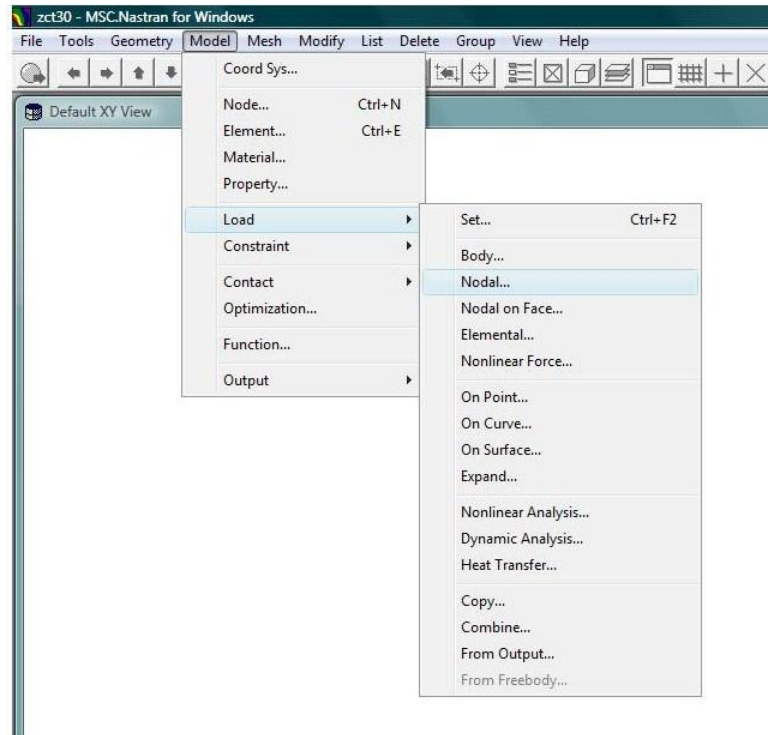 zct30 - MSC.Nastran for Windows
File Tools Geometry Model Mesh Modify List Delete Group View Help
Default XY View
Coord Sys...
Node... Ctrl+N
Element... Ctrl+E
Material...
Property...
Load
Constraint
Contact
Optimization...
Function...
Output
Set... Ctrl+F2
Body...
Nodal...
Nodal on Face...
Elemental...
Nonlinear Force...
On Point...
On Curve...
On Surface...
Expand...
Nonlinear Analysis...
Dynamic Analysis...
Heat Transfer...
Copy...
Combine...
From Output...
From Freebody...